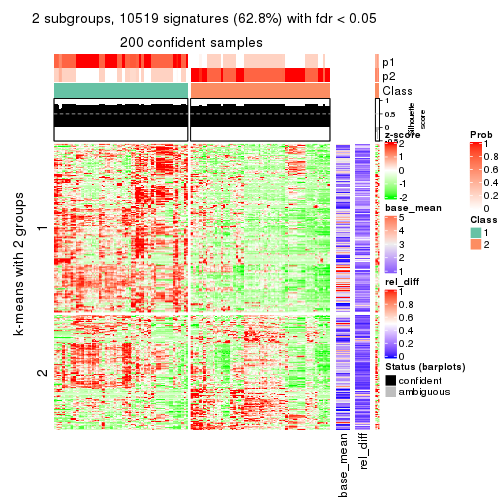 2 subgroups, 10519 signatures (62.8%) with fdr < 0.05
200 confident samples
p1
p2
Class
1
0.5
0
Silhouette
score
k-means with 2 groups
1
2
z-score
2
1
0
-1
-2
base_mean
5
4
3
2
1
rel_diff
1
0.8
0.6
0.4
0.2
0
Status (barplots)
confident
ambiguous
Prob
1
0.8
0.6
0.4
0.2
0
Class
1
2
base_mean
rel_diff